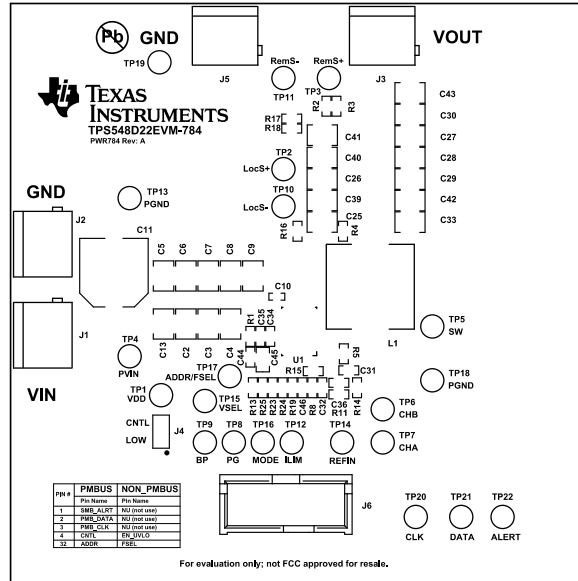 Pb GND
TP19
J5
RemS- RemS+
TP11 TP3
J3
VOUT
TEXAS
INSTRUMENTS
TPS548D22EVM-784
PWR784 Rev: A
R2 R3
R17
R18
C41
C40
C26
C39
C25
C43
C30
C27
C28
C29
C42
C33
TP2
LocS+
TP10
LocS-
R16
R4
GND
J2
TP13
PGND
C11
C5 C6 C7 C8 C9
C10
J1
VIN
TP4
PVIN
C13 C2 C3 C4
R1 C35 C34
C44 C45
U1
R15
R5
C31
L1
TP5
SW
TP18
PGND
TP17
ADDR/FSEL
TP1
VDD
TP15
VSEL
R13 R25 R23 R24 R19 C46 R8 C32
C36
R11
R14
TP6
CHB
TP7
CHA
CNTL J4
LOW
TP9 TP8 TP16 TP12 TP14
BP PG MODE ILIM REFIN
PIN # PMBUS NON_PMBUS
Pin Name Pin Name
1 SMB_ALRT NU (not use)
2 PMB_DATA NU (not use)
3 PMB_CLK NU (not use)
4 CNTL EN_UVLO
32 ADDR FSEL
J6
TP20 TP21 TP22
CLK DATA ALERT
For evaluation only; not FCC approved for resale.